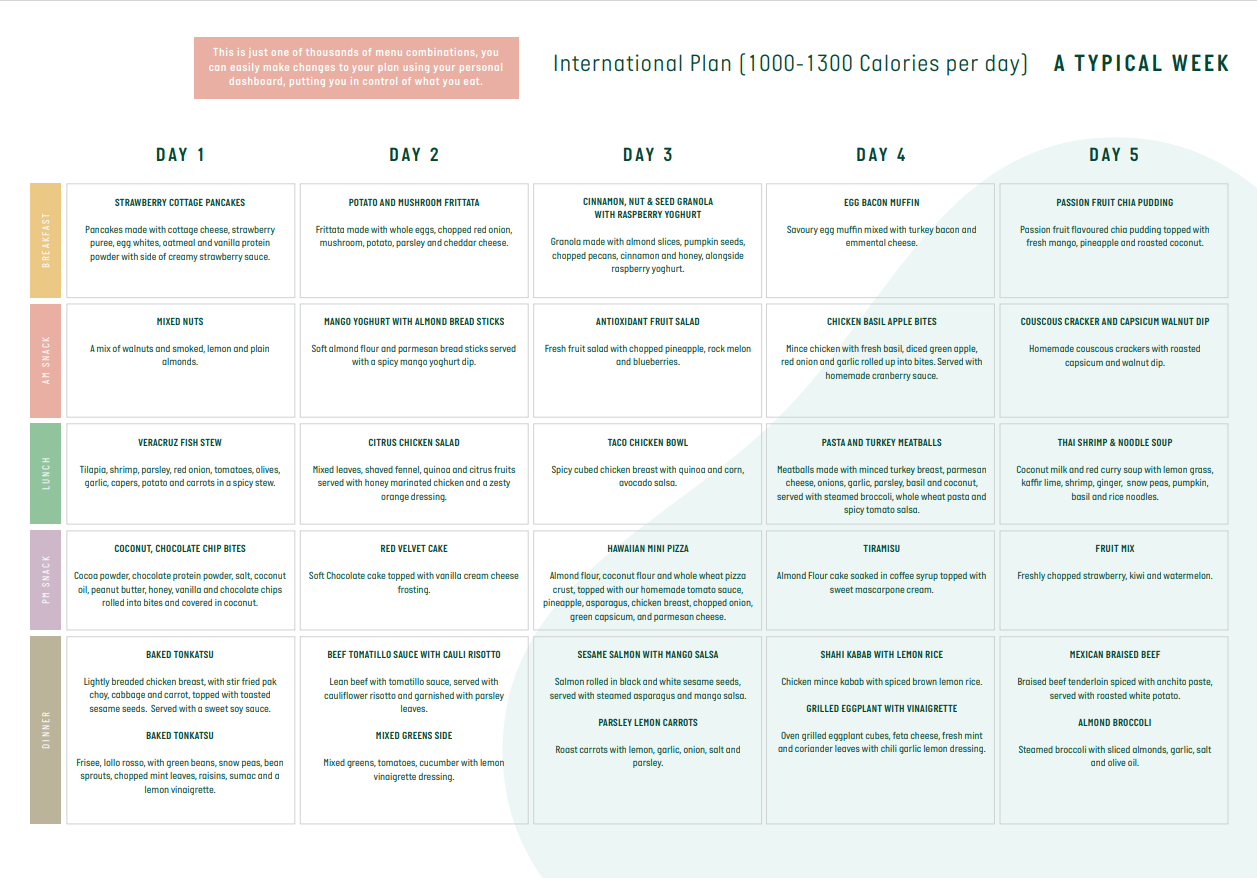 This is just one of thousands of menu combinations, you
can easily make changes to your plan using your personal
dashboard, putting you in control of what you eat.
International Plan (1000-1300 Calories per day) A TYPICAL WEEK
DAY 1
DAY 2
DAY 3
DAY 4
DAY 5
BREAKFAST
STRAWBERRY COTTAGE PANCAKES
Pancakes made with cottage cheese, strawberry
puree, egg whites, oatmeal and vanilla protein
powder with side of creamy strawberry sauce.
POTATO AND MUSHROOM FRITTATA
Frittata made with whole eggs, chopped red onion,
mushroom, potato, parsley and cheddar cheese.
CINNAMON, NUT & SEED GRANOLA
WITH RASPBERRY YOGHURT
Granola made with almond slices, pumpkin seeds,
chopped pecans, cinnamon and honey, alongside
raspberry yoghurt.
EGG BACON MUFFIN
Savoury egg muffin mixed with turkey bacon and
emmental cheese.
PASSION FRUIT CHIA PUDDING
Passion fruit flavoured chia pudding topped with
fresh mango, pineapple and roasted coconut.
AM SNACK
MIXED NUTS
A mix of walnuts and smoked, lemon and plain
almonds.
MANGO YOGHURT WITH ALMOND BREAD STICKS
Soft almond flour and parmesan bread sticks served
with a spicy mango yoghurt dip.
ANTIOXIDANT FRUIT SALAD
Fresh fruit salad with chopped pineapple, rock melon
and blueberries.
CHICKEN BASIL APPLE BITES
Mince chicken with fresh basil, diced green apple,
red onion and garlic rolled up into bites. Served with
homemade cranberry sauce.
COUSCOUS CRACKER AND CAPSICUM WALNUT DIP
Homemade couscous crackers with roasted
capsicum and walnut dip.
LUNCH
VERACRUZ FISH STEW
Tilapia, shrimp, parsley, red onion, tomatoes, olives,
garlic, capers, potato and carrots in a spicy stew.
CITRUS CHICKEN SALAD
Mixed leaves, shaved fennel, quinoa and citrus fruits
served with honey marinated chicken and a zesty
orange dressing.
TACO CHICKEN BOWL
Spicy cubed chicken breast with quinoa and corn,
avocado salsa.
PASTA AND TURKEY MEATBALLS
Meatballs made with minced turkey breast, parmesan
cheese, onions, garlic, parsley, basil and coconut,
served with steamed broccoli, whole wheat pasta and
spicy tomato salsa.
THAI SHRIMP & NOODLE SOUP
Coconut milk and red curry soup with lemon grass,
kaffir lime, shrimp, ginger, snow peas, pumpkin,
basil and rice noodles.
PM SNACK
COCONUT, CHOCOLATE CHIP BITES
Cocoa powder, chocolate protein powder, salt, coconut
oil, peanut butter, honey, vanilla and chocolate chips
rolled into bites and covered in coconut.
RED VELVET CAKE
Soft Chocolate cake topped with vanilla cream cheese
frosting.
HAWAIIAN MINI PIZZA
Almond flour, coconut flour and whole wheat pizza
crust, topped with our homemade tomato sauce,
pineapple, asparagus, chicken breast, chopped onion,
green capsicum, and parmesan cheese.
TIRAMISU
Almond Flour cake soaked in coffee syrup topped with
sweet mascarpone cream.
FRUIT MIX
Freshly chopped strawberry, kiwi and watermelon.
DINNER
BAKED TONKATSU
Lightly breaded chicken breast, with stir fried pak
choy, cabbage and carrot, topped with toasted
sesame seeds. Served with a sweet soy sauce.
BAKED TONKATSU
Frisee, lollo rosso, with green beans, snow peas, bean
sprouts, chopped mint leaves, raisins, sumac and a
lemon vinaigrette.
BEEF TOMATILLO SAUCE WITH CAULI RISOTTO
Lean beef with tomatillo sauce, served with
cauliflower risotto and garnished with parsley
leaves.
MIXED GREENS SIDE
Mixed greens, tomatoes, cucumber with lemon
vinaigrette dressing.
SESAME SALMON WITH MANGO SALSA
Salmon rolled in black and white sesame seeds,
served with steamed asparagus and mango salsa.
PARSLEY LEMON CARROTS
Roast carrots with lemon, garlic, onion, salt and
parsley.
SHAHI KABAB WITH LEMON RICE
Chicken mince kabab with spiced brown lemon rice.
GRILLED EGGPLANT WITH VINAIGRETTE
Oven grilled eggplant cubes, feta cheese, fresh mint
and coriander leaves with chili garlic lemon dressing.
MEXICAN BRAISED BEEF
Braised beef tenderloin spiced with anchito paste,
served with roasted white potato.
ALMOND BROCCOLI
Steamed broccoli with sliced almonds, garlic, salt
and olive oil.